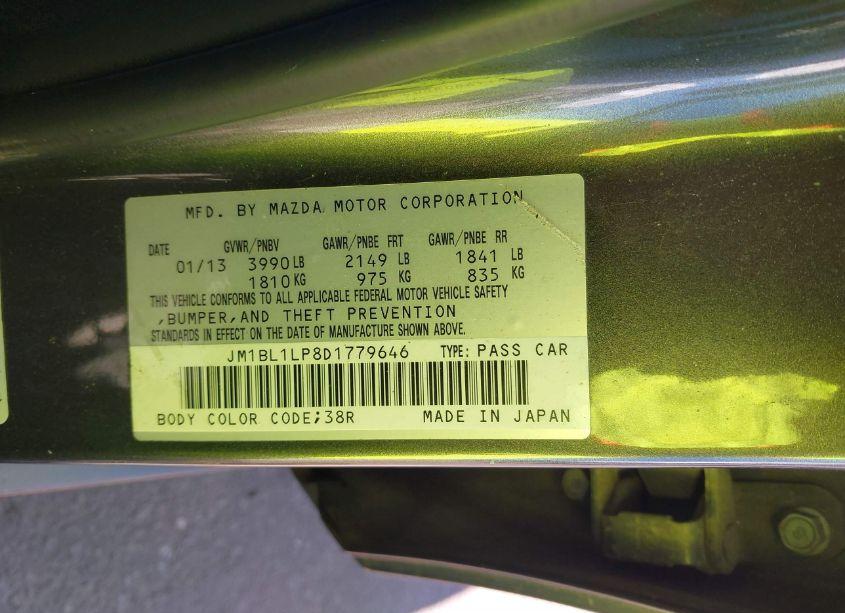 MFD. BY MAZDA MOTOR CORPORATION
DATE GVWR/PNBV GAWR/PNBE FRT GAWR/PNBE RR
01/13 3990 LB 2149 LB 1841 LB
1810 KG 975 KG 835 KG
THIS VEHICLE CONFORMS TO ALL APPLICABLE FEDERAL MOTOR VEHICLE SAFETY
,BUMPER,AND THEFT PREVENTION
STANDARDS IN EFFECT ON THE DATE OF MANUFACTURE SHOWN ABOVE.
JM1BL1LP8D1779646 TYPE: PASS CAR
BODY COLOR CODE;38R MADE IN JAPAN